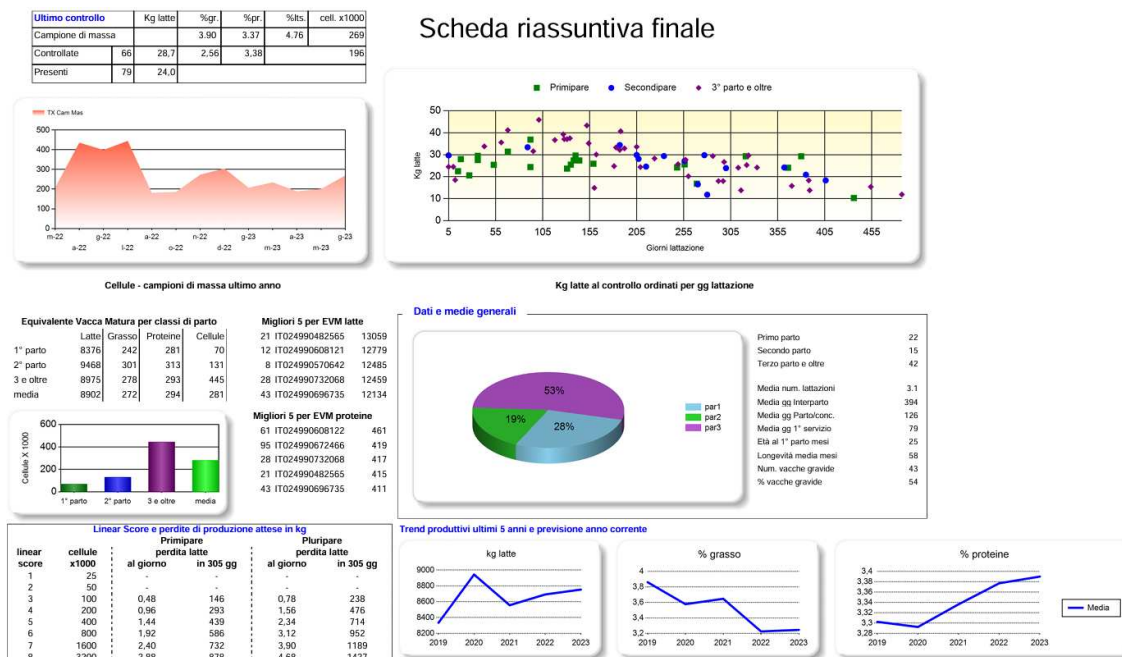 Scheda riassuntiva finale
Ultimo controllo Kg latte %gr. %pr. %lts. cell. x1000
Campione di massa 3.90 3.37 4.76 269
Controllate 66 28,7 2,56 3,38 196
Presenti 79 24,0
TX Cam Mas
500
400
300
200
100
0
m-22 g-22 a-22 n-22 d-22 g-23 a-23 g-23
a-22 l-22 o-22 d-22 m-23 m-23
Cellule - campioni di massa ultimo anno
Primipare Secondipare 3° parto e oltre
Kg latte
50
40
30
20
10
0
5 55 105 155 205 255 305 355 405 455
Giorni lattazione
Kg latte al controllo ordinati per gg lattazione
Equivalente Vacca Matura per classi di parto
Latte Grasso Proteine Cellule
1° parto 8376 242 281 70
2° parto 9468 301 313 131
3 e oltre 8975 278 293 445
media 8902 272 294 281
Migliori 5 per EVM latte
21 IT024990482565 13059
12 IT024990608121 12779
8 IT024990570642 12485
28 IT024990732068 12459
43 IT024990696735 12134
Migliori 5 per EVM proteine
61 IT024990608122 461
95 IT024990672466 419
28 IT024990732068 417
21 IT024990482565 415
43 IT024990696735 411
Cellule X 1000
600
400
200
0
1° parto 2° parto 3 e oltre media
Dati e medie generali
53%
19%
28%
par1
par2
par3
Primo parto 22
Secondo parto 15
Terzo parto e oltre 42
Media num. lattazioni 3.1
Media gg Interparto 394
Media gg Parto/conc. 126
Media gg 1° servizio 79
Età al 1° parto mesi 25
Longevità media mesi 58
Num. vacche gravide 43
% vacche gravide 54
Linear Score e perdite di produzione attese in kg
Primipare Pluripare
linear cellule perdita latte perdita latte
score x1000 al giorno in 305 gg al giorno in 305 gg
1 25 - - - -
2 50 - - - -
3 100 0,48 146 0,78 238
4 200 0,96 293 1,56 476
5 400 1,44 439 2,34 714
6 800 1,92 586 3,12 952
7 1600 2,40 732 3,90 1189
8 3200 2,88 878 4,68 1427
Trend produttivi ultimi 5 anni e previsione anno corrente
kg latte
9000
8800
8600
8400
8200
2019 2020 2021 2022 2023
% grasso
4
3,8
3,6
3,4
3,2
2019 2020 2021 2022 2023
% proteine
3,4
3,38
3,36
3,34
3,32
3,3
3,28
2019 2020 2021 2022 2023
Media